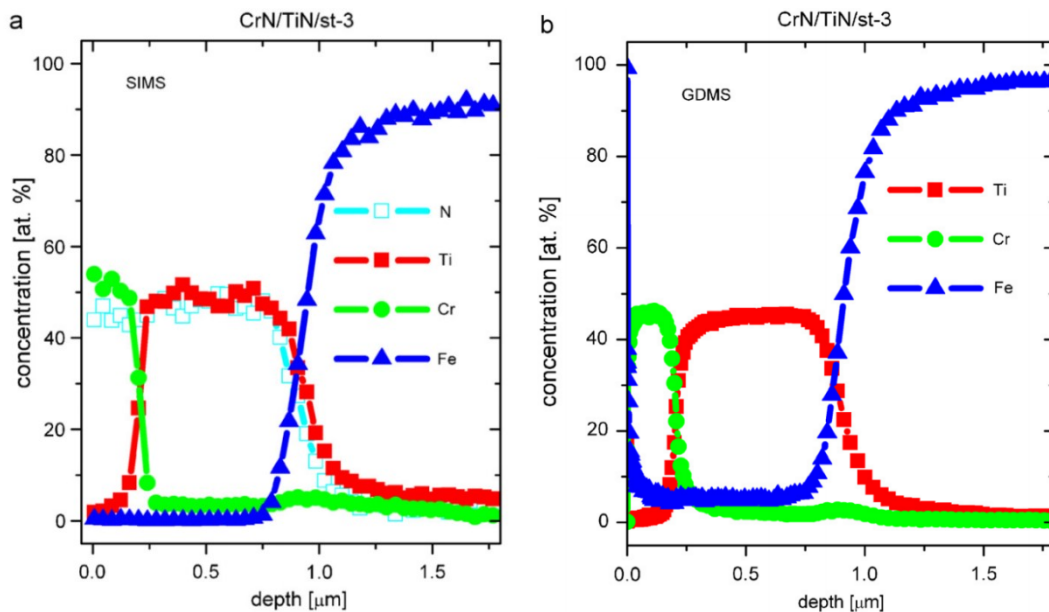 a
CrN/TiN/st-3
SIMS
concentration [at. %]
100
80
60
40
20
0
N
Ti
Cr
Fe
0.0 0.5 1.0 1.5
depth [μm]
b
CrN/TiN/st-3
GDMS
concentration [at. %]
100
80
60
40
20
0
Ti
Cr
Fe
0.0 0.5 1.0 1.5
depth [μm]